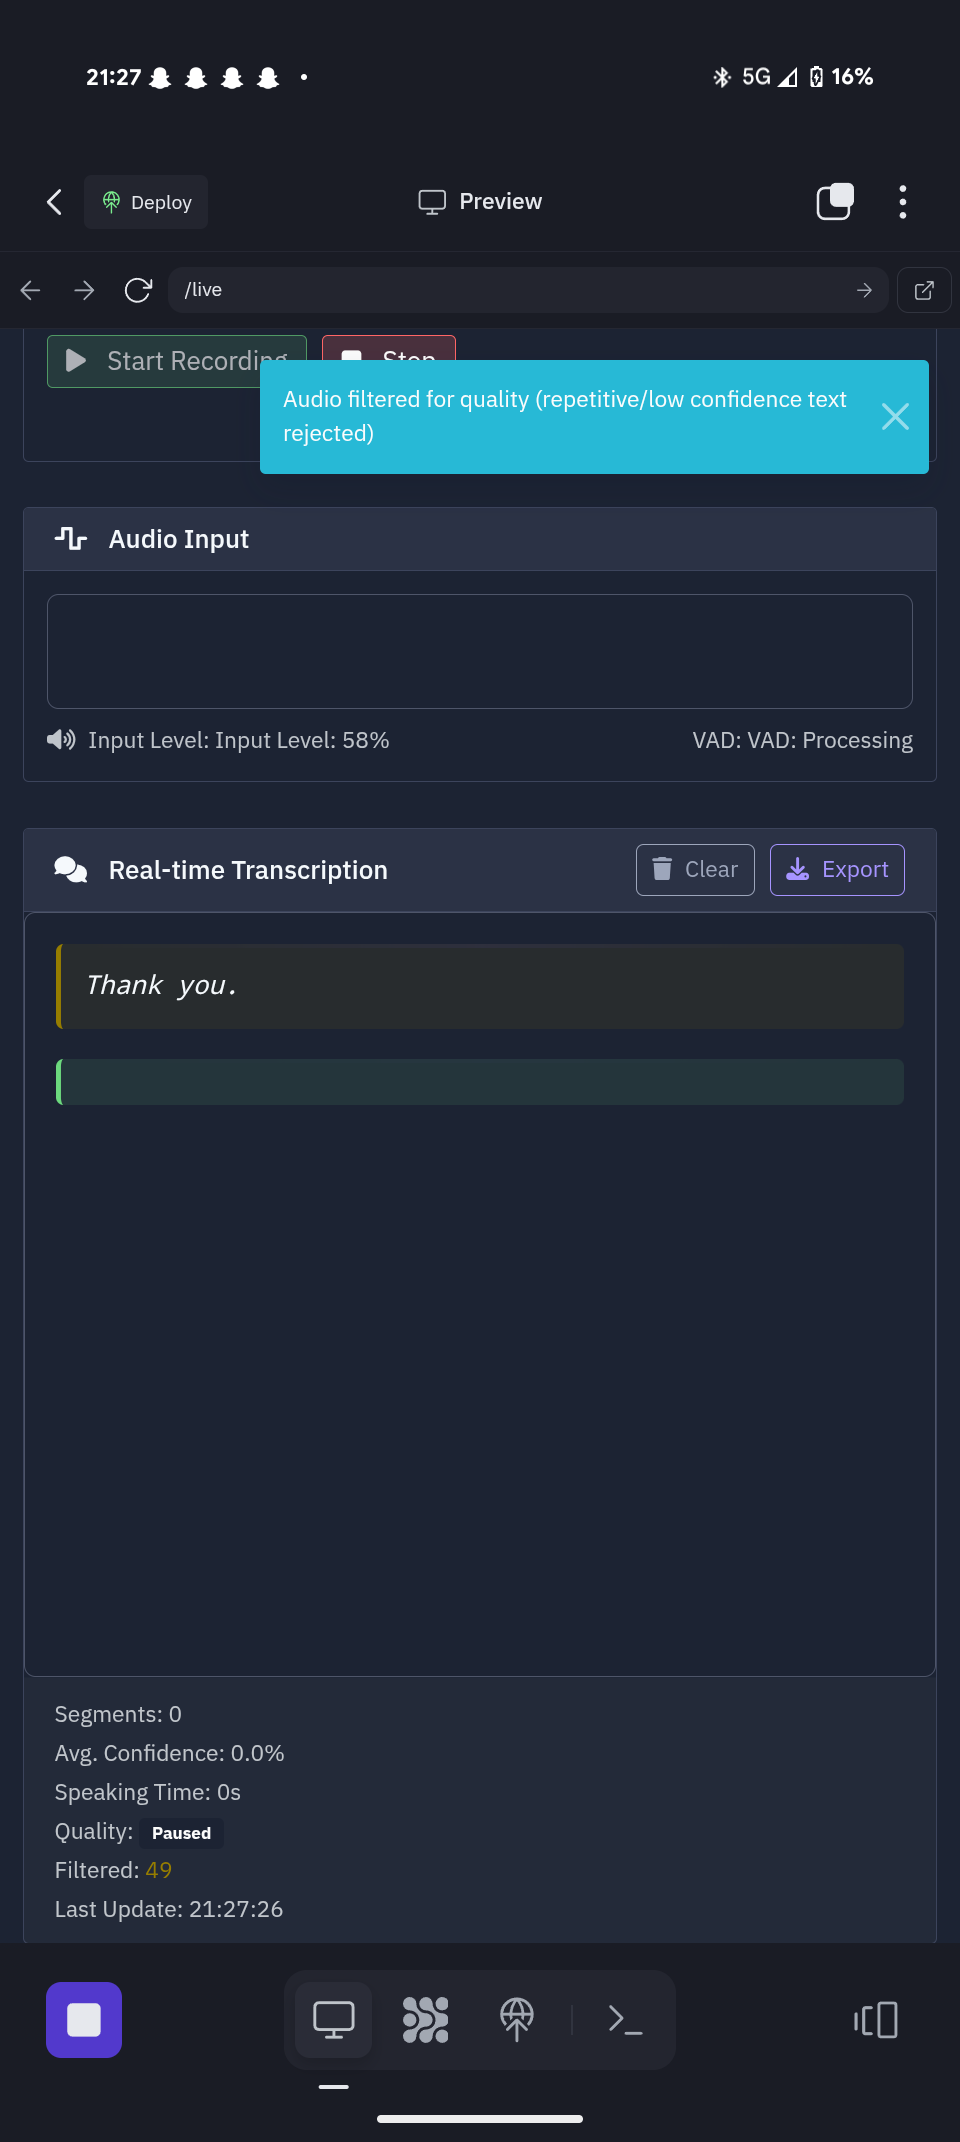 21:27
5G 16%
Deploy
Preview
/live
Start Recording
Stop
Audio filtered for quality (repetitive/low confidence text
rejected)
Audio Input
Input Level: Input Level: 58%
VAD: VAD: Processing
Real-time Transcription
Clear
Export
Thank you.
Segments: 0
Avg. Confidence: 0.0%
Speaking Time: 0s
Quality: Paused
Filtered: 49
Last Update: 21:27:26